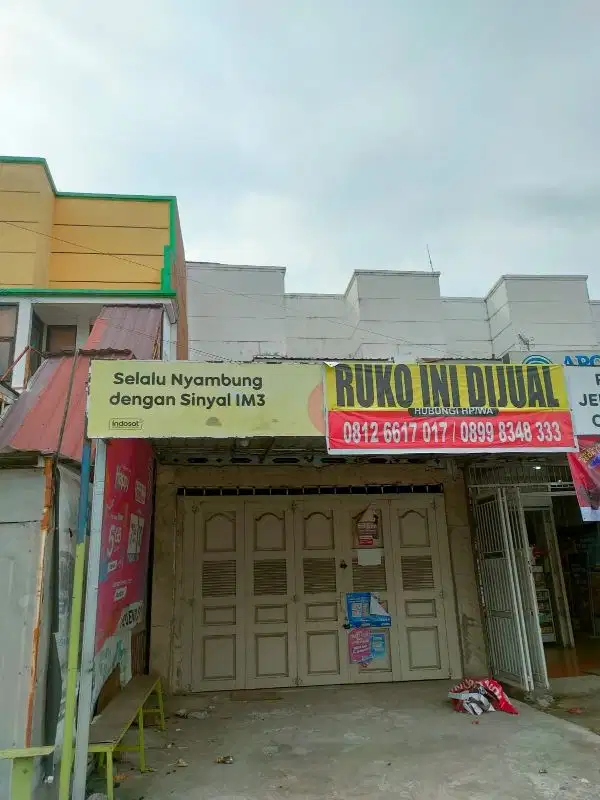 Selalu Nyambung
dengan Sinyal IM3
indosat
RUKO INI DIJUAL
HUBUNGI HP/WA
0812 6617 017 / 0899 8348 333